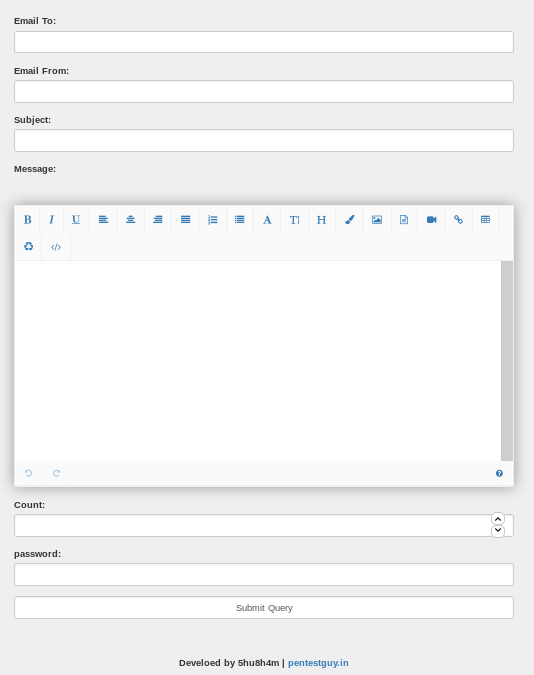 Email To:
Email From:
Subject:
Message:
Count:
password:
Submit Query
Develoed by 5hu8h4m | pentestguy.in